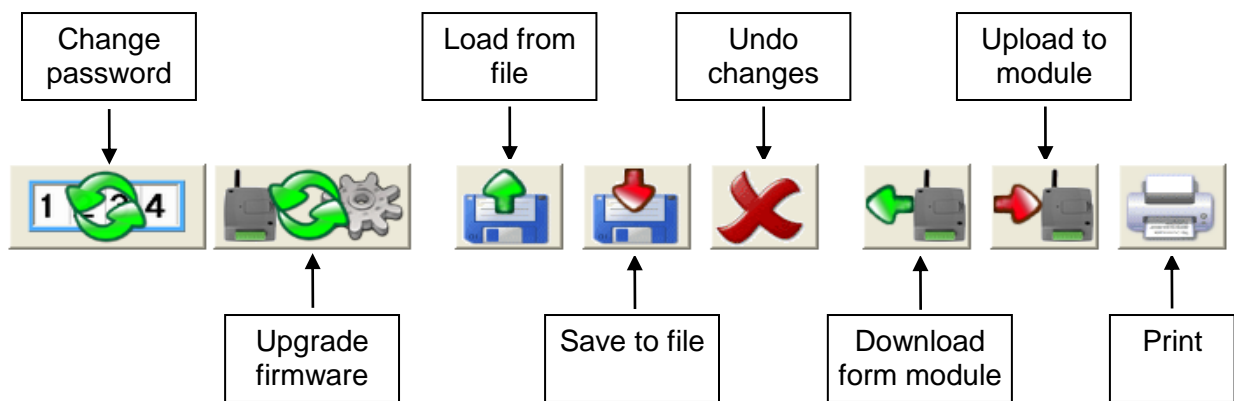 Change
password
Load from
file
Undo
changes
Upload to
module
1 2 3 4
Upgrade
firmware
Save to file
Download
form module
Print